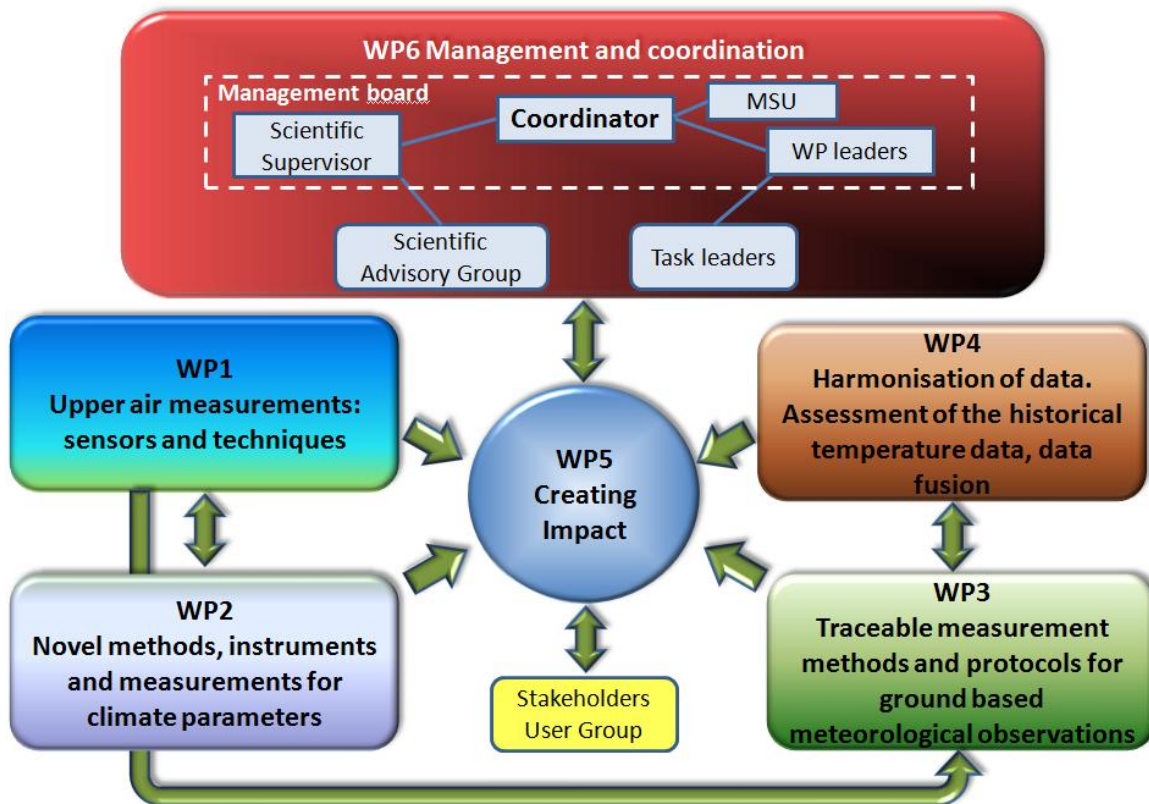 WP6 Management and coordination
Management board
Coordinator
MSU
Scientific
Supervisor
WP leaders
Scientific
Advisory Group
Task leaders
WP1
Upper air measurements:
sensors and techniques
WP4
Harmonisation of data.
Assessment of the historical
temperature data, data
fusion
WP5
Creating
Impact
WP2
Novel methods, instruments
and measurements for
climate parameters
WP3
Traceable measurement
methods and protocols for
ground based
meteorological observations
Stakeholders
User Group